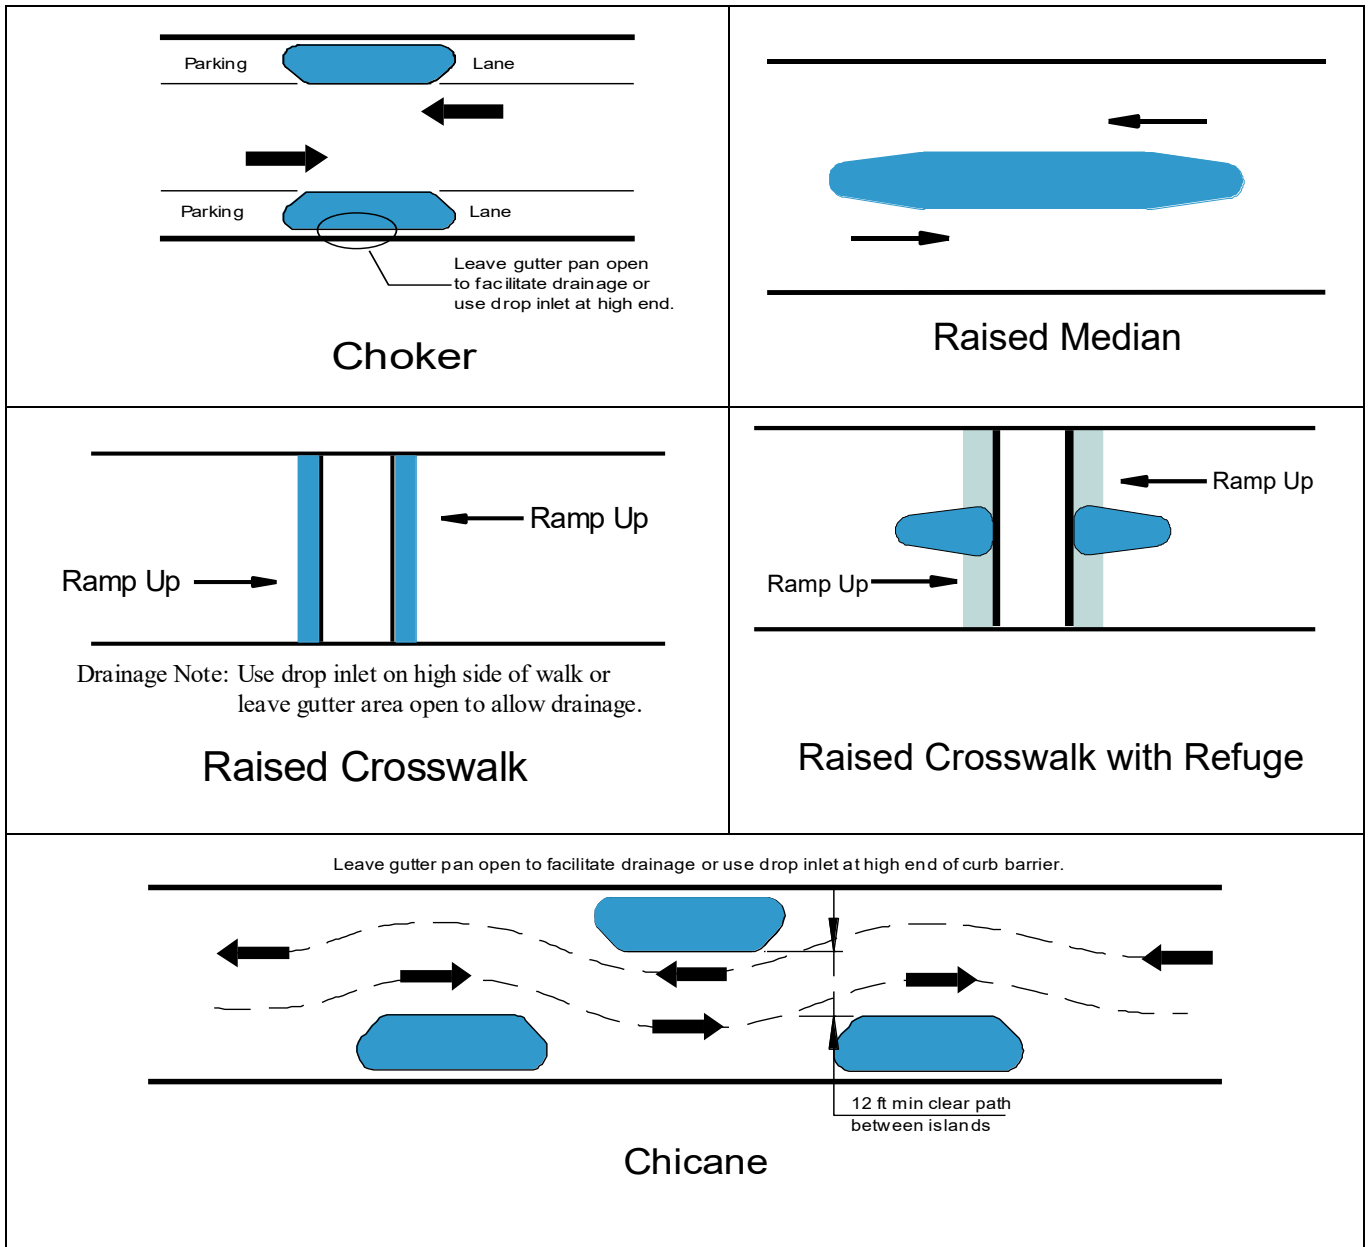 Parking
Lane
Parking
Lane
Leave gutter pan open
to facilitate drainage or
use drop inlet at high end.
Choker
Raised Median
Ramp Up
Ramp Up
Drainage Note: Use drop inlet on high side of walk or
leave gutter area open to allow drainage.
Raised Crosswalk
Ramp Up
Ramp Up
Raised Crosswalk with Refuge
Leave gutter pan open to facilitate drainage or use drop inlet at high end of curb barrier.
12 ft min clear path
between islands
Chicane